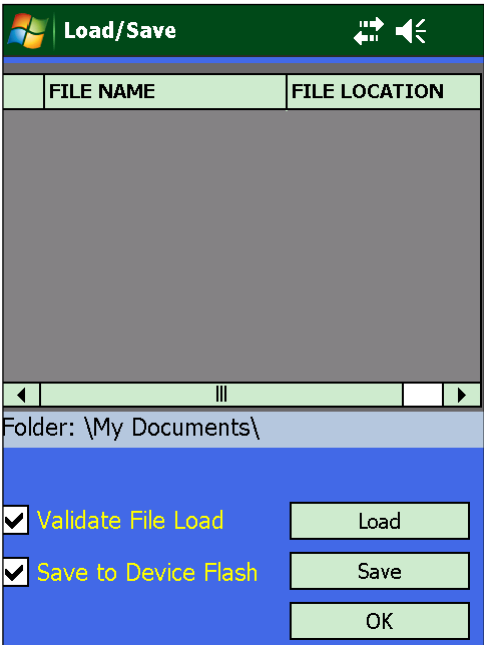 Load/Save
FILE NAME FILE LOCATION
Folder: \My Documents\
Validate File Load Load
Save to Device Flash Save
OK